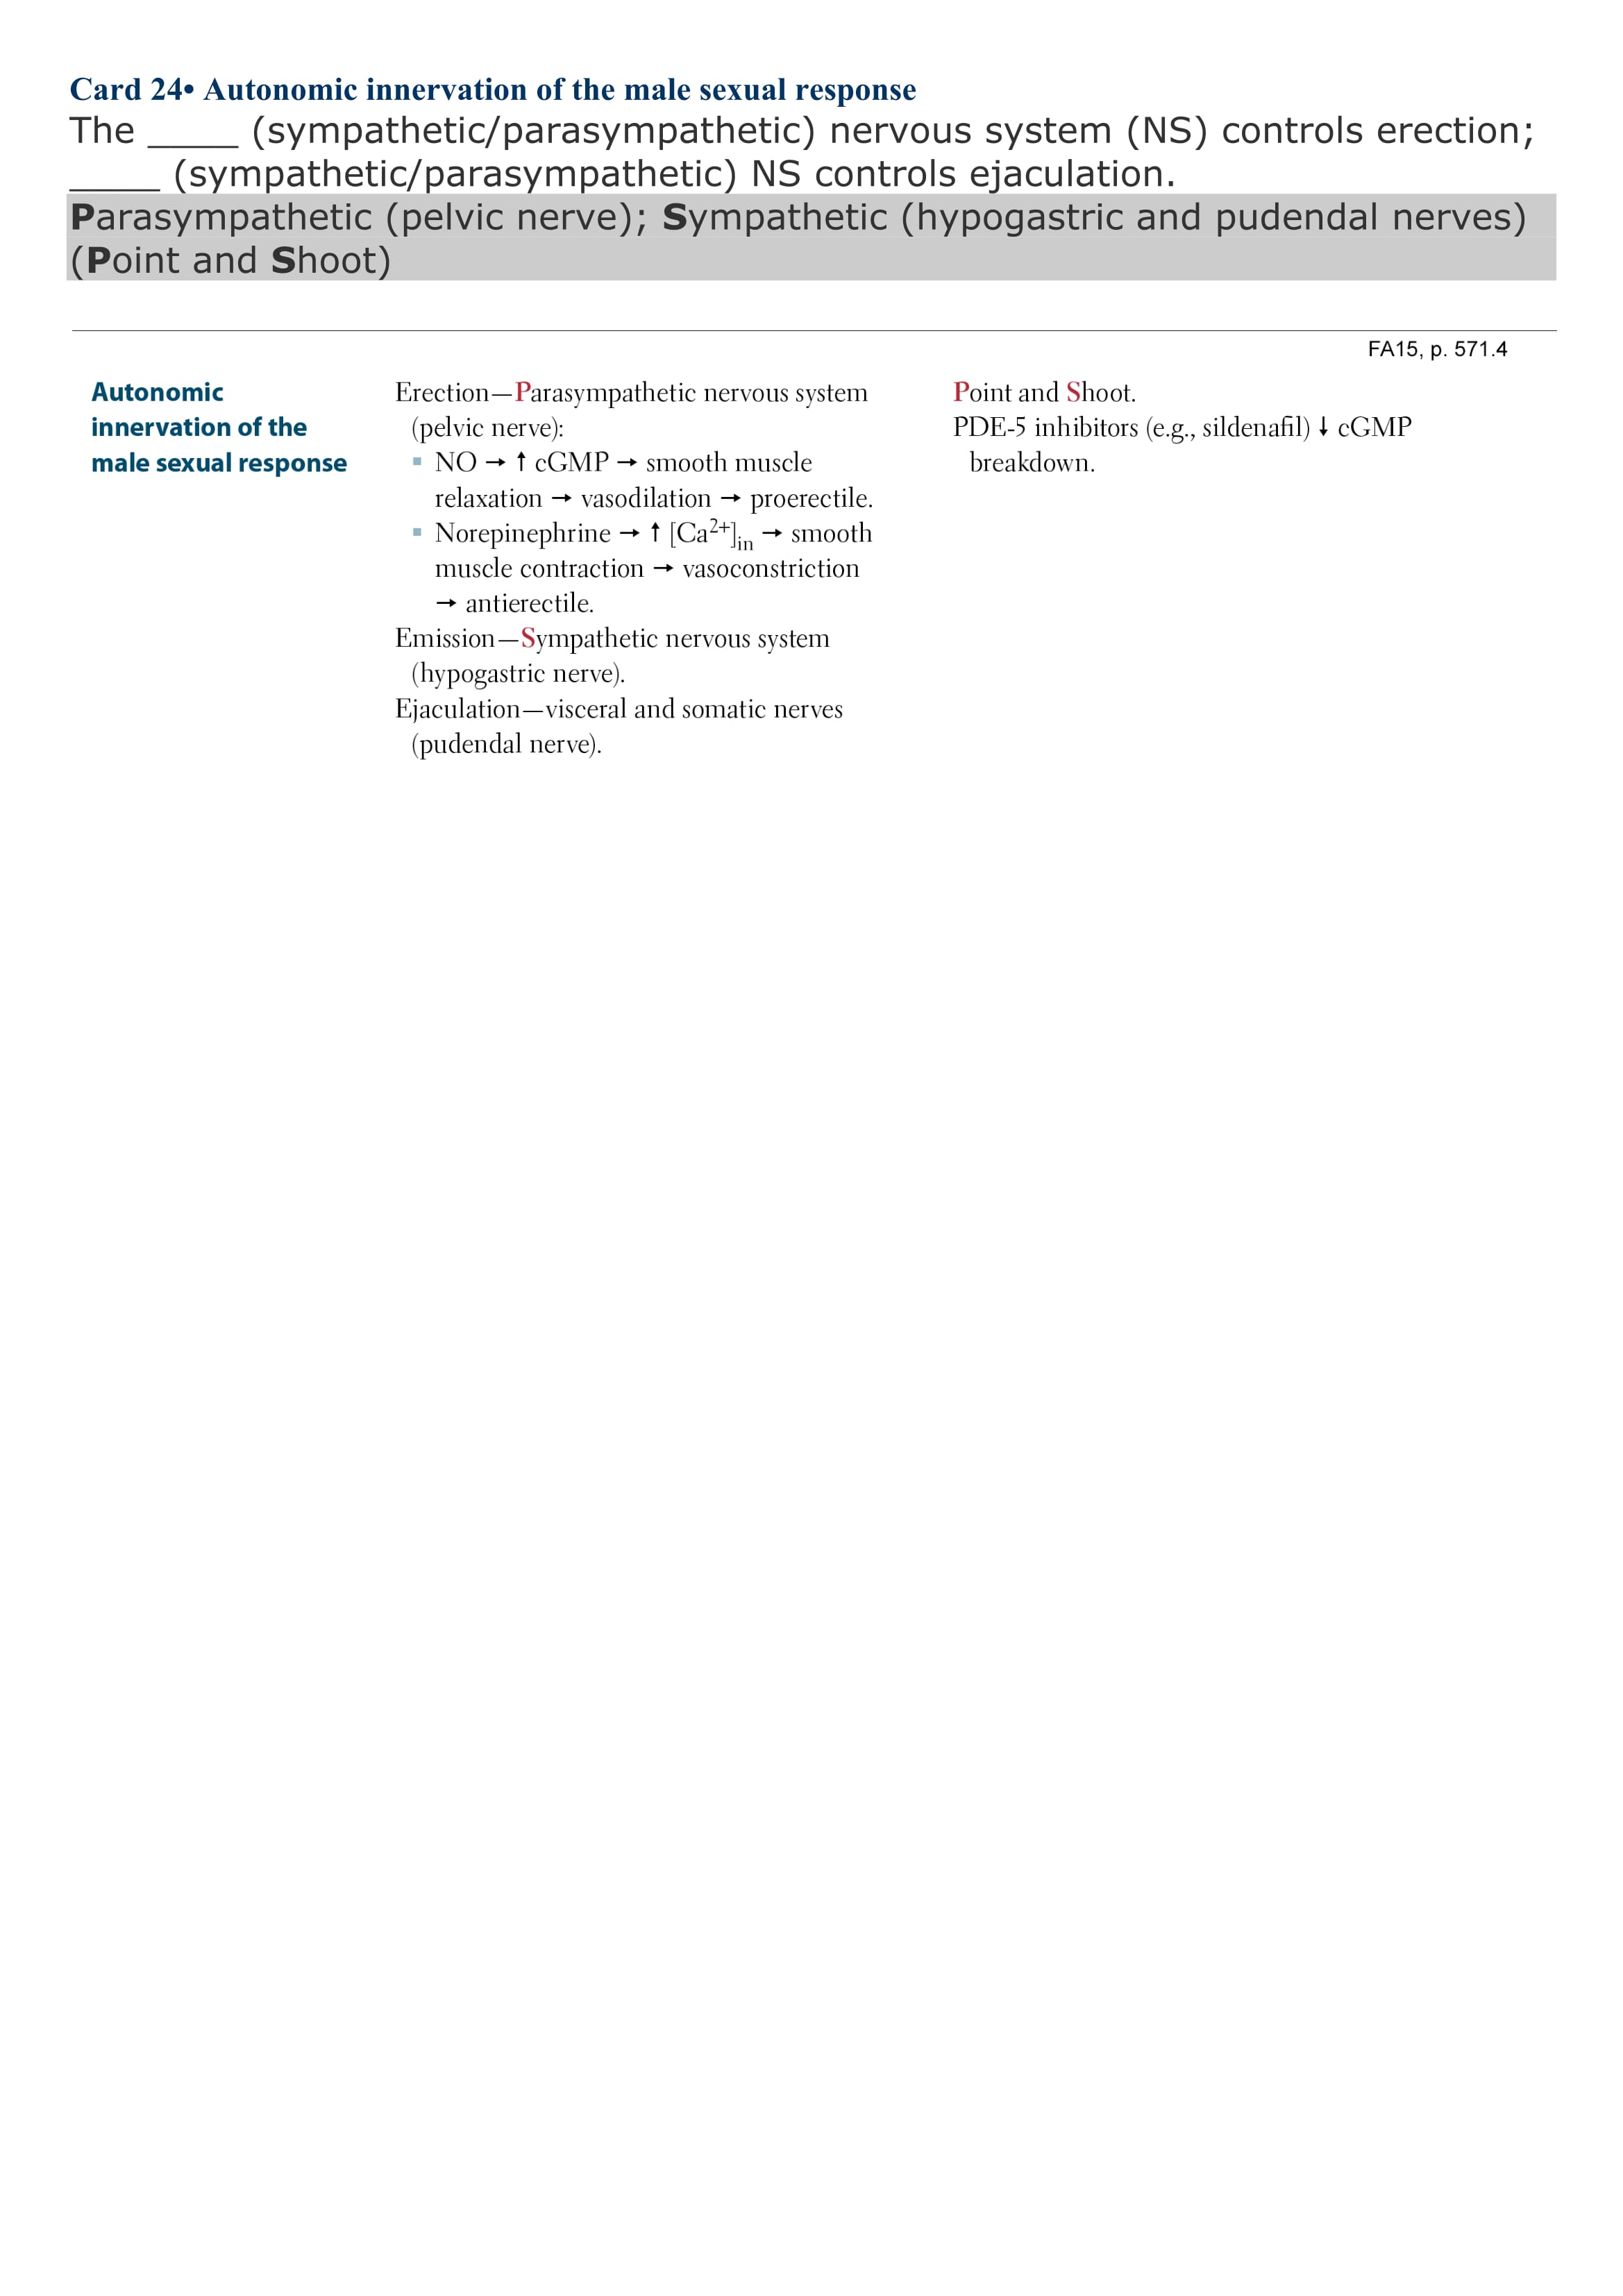 Card 24• Autonomic innervation of the male sexual response
The _____ (sympathetic/parasympathetic) nervous system (NS) controls erection;
_____ (sympathetic/parasympathetic) NS controls ejaculation.
Parasympathetic (pelvic nerve); Sympathetic (hypogastric and pudendal nerves)
(Point and Shoot)
FA15, p. 571.4
Autonomic
innervation of the
male sexual response
Erection—Parasympathetic nervous system
(pelvic nerve):
▪ NO → ↑ cGMP → smooth muscle
relaxation → vasodilation → proerectile.
▪ Norepinephrine → ↑ [Ca²⁺]in → smooth
muscle contraction → vasoconstriction
→ antierectile.
Emission—Sympathetic nervous system
(hypogastric nerve).
Ejaculation—visceral and somatic nerves
(pudendal nerve).
Point and Shoot.
PDE-5 inhibitors (e.g., sildenafil) ↓ cGMP
breakdown.